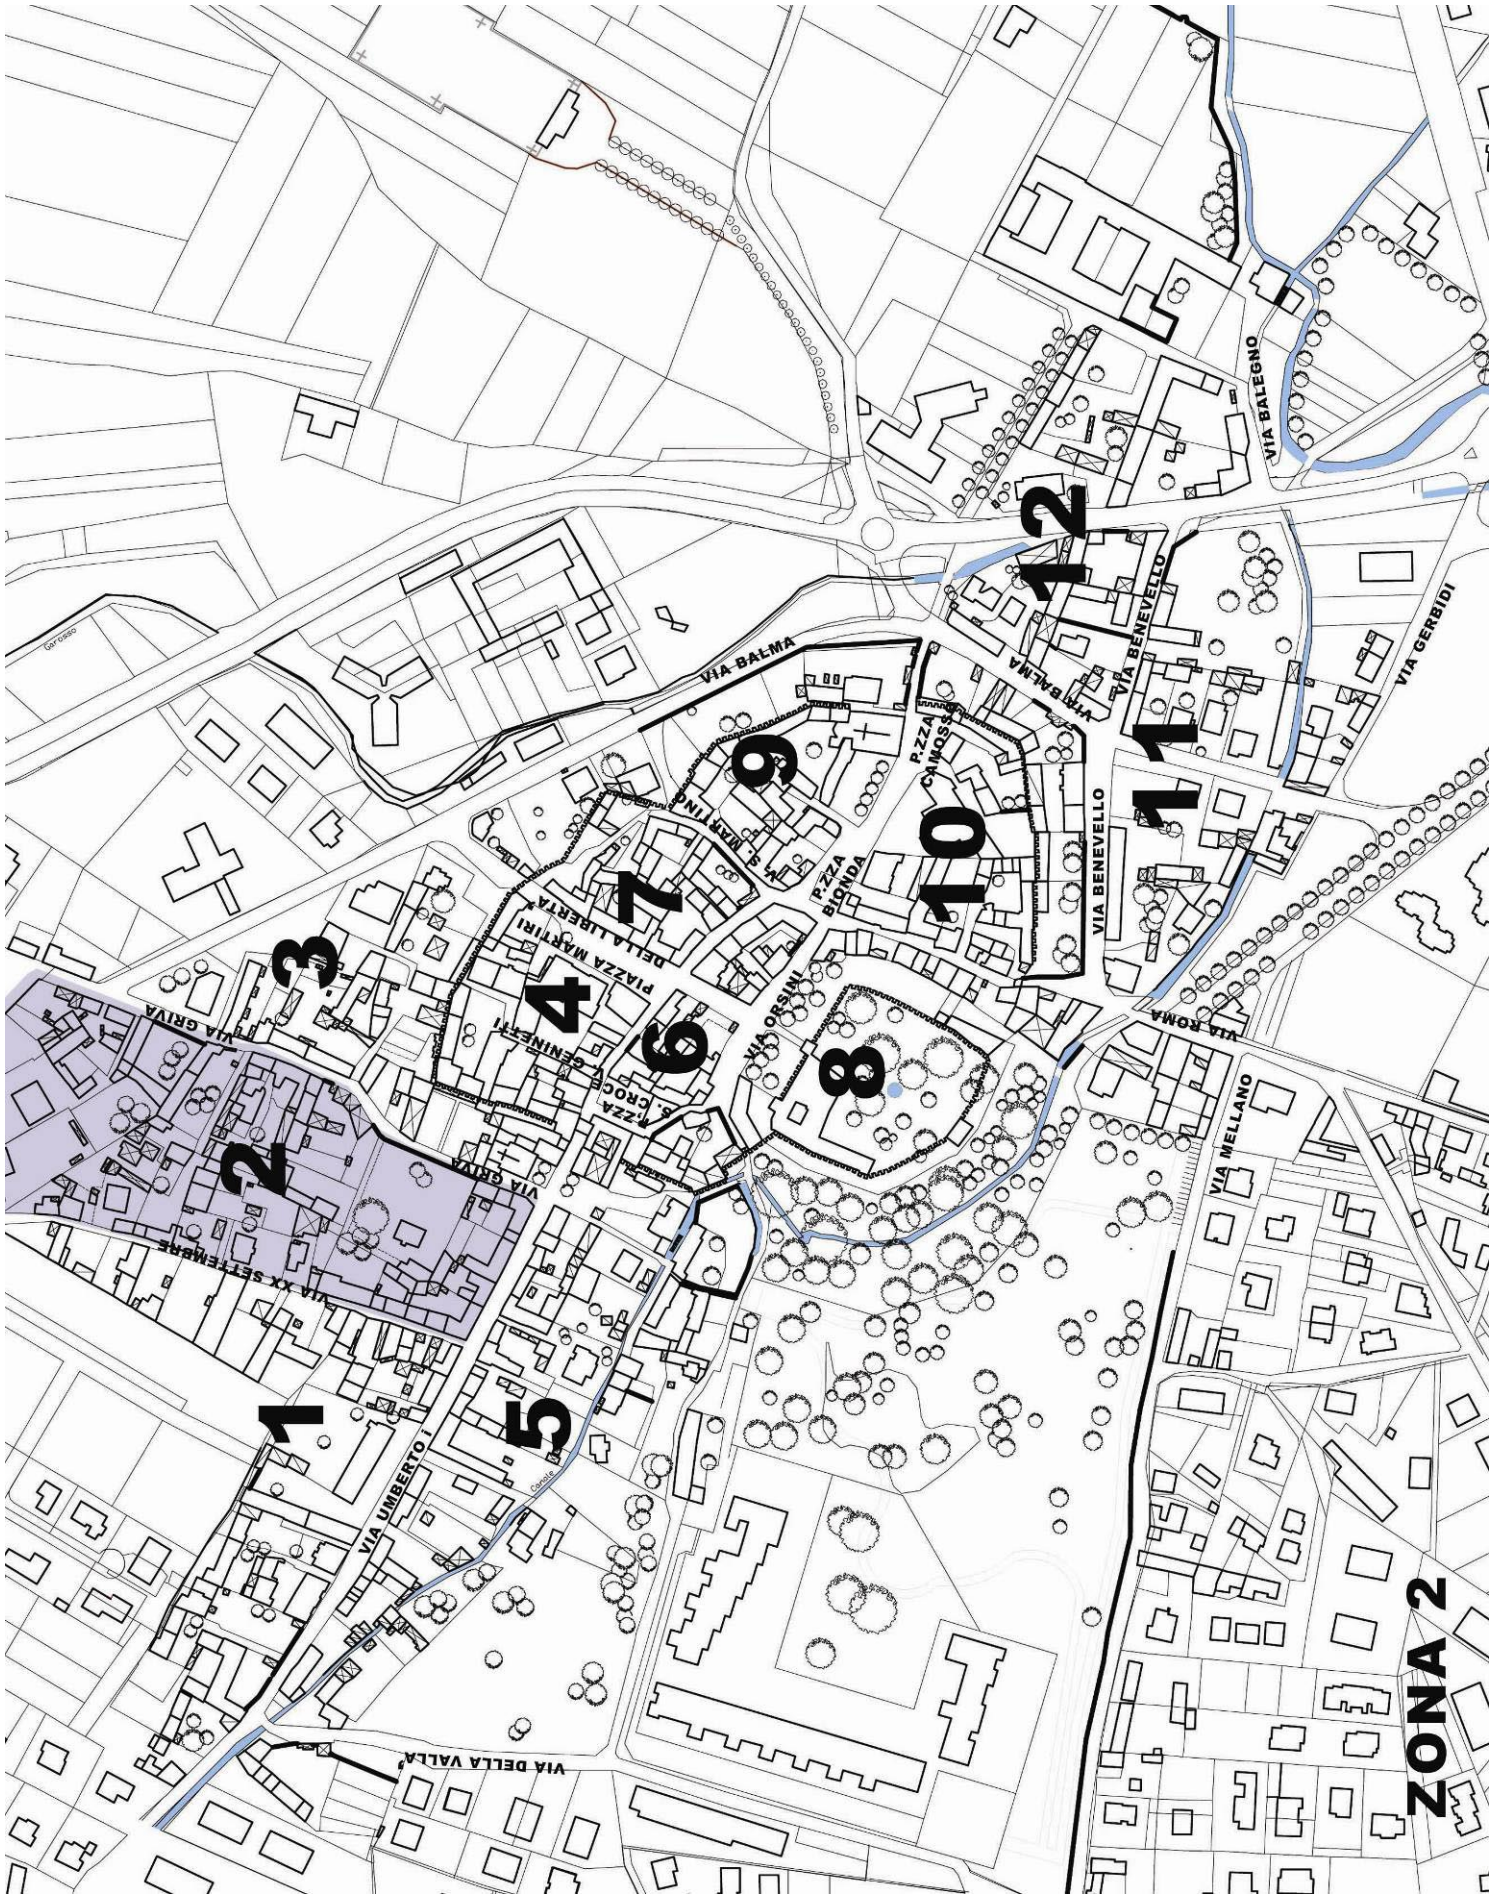 Garosso
VIA BALMA
VIA BALEGNO
12
VIA BENEVELLO
VIA GERBIDI
VIA BALMA
P.ZZA
CAMOSSO
11
9
V. S. MARTINO
10
P.ZZA
BIONDA
VIA BENEVELLO
7
PIAZZA MARTIRI
DELLA LIBERTA'
3
4
V. GENINETTI
6
VIA ORSINI
8
VIA ROMA
VIA GRIVA
P.ZZA
S. CROCE
VIA MELLANO
2
VIA GRIVA
VIA XX SETTEMBRE
1
5
Canale
VIA UMBERTO i
VIA DELLA VALLA'
ZONA 2